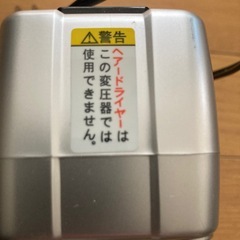 警告
ヘアードライヤーは
この変圧器では
使用できません。